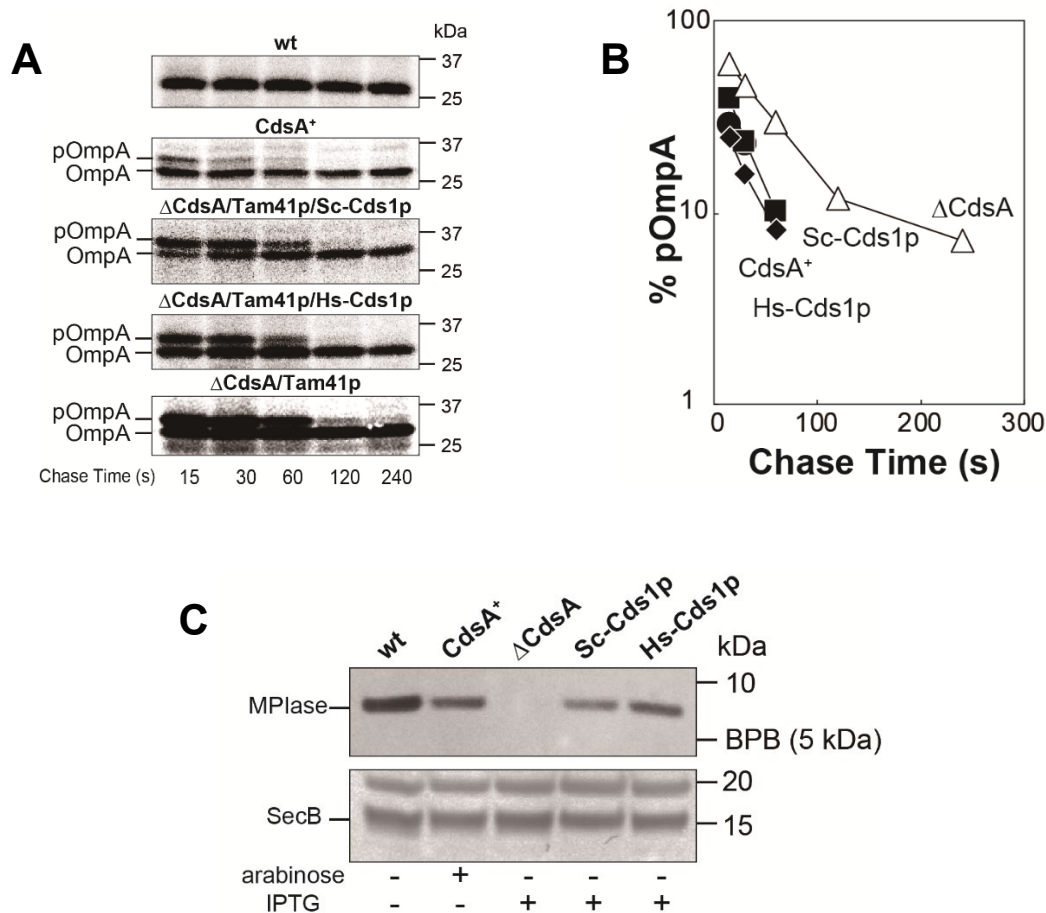 A
kDa
wt
37
25
CdsA⁺
pOmpA
OmpA
37
25
ΔCdsA/Tam41p/Sc-Cds1p
pOmpA
OmpA
37
25
ΔCdsA/Tam41p/Hs-Cds1p
pOmpA
OmpA
37
25
ΔCdsA/Tam41p
pOmpA
OmpA
37
25
Chase Time (s) 15 30 60 120 240
B
100
10
1
% pOmpA
ΔCdsA
Sc-Cds1p
CdsA⁺
Hs-Cds1p
0 100 200 300
Chase Time (s)
C
wt CdsA⁺ ΔCdsA Sc-Cds1p Hs-Cds1p
kDa
MPIase
10
BPB (5 kDa)
SecB
20
15
arabinose - + - - -
IPTG - - + + +